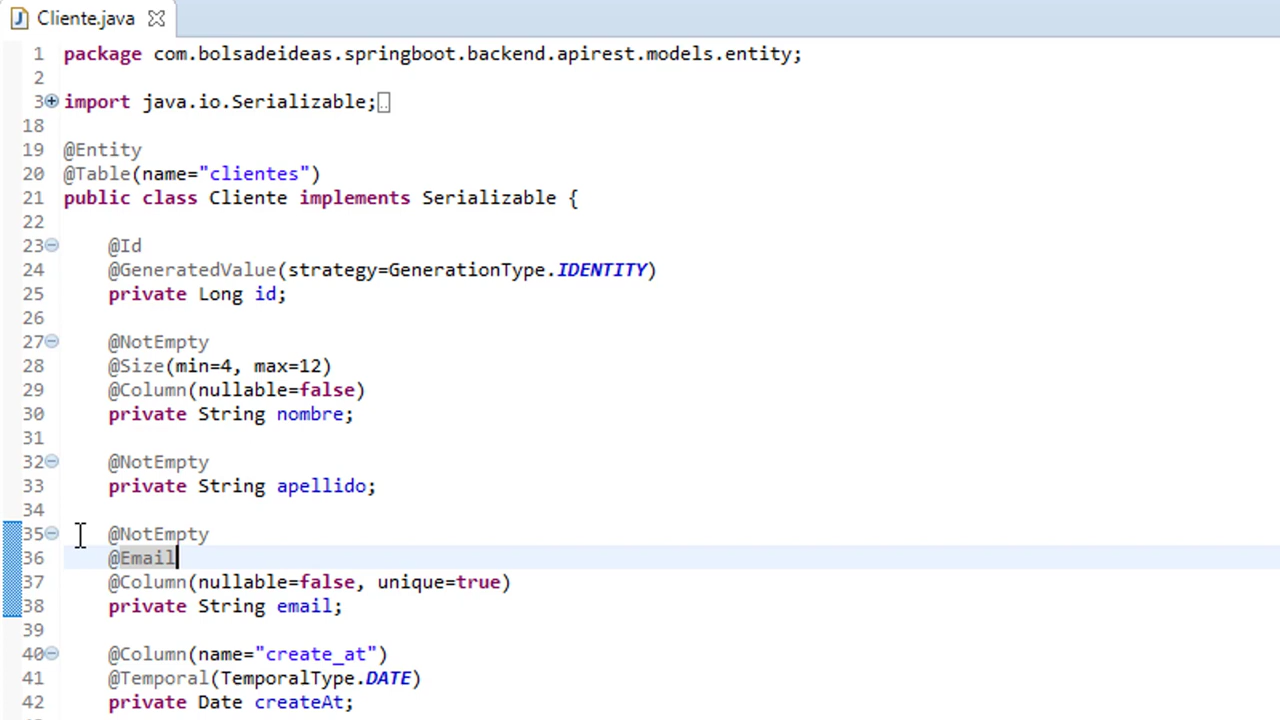 Cliente.java
1 package com.bolsadeideas.springboot.backend.apirest.models.entity;
2
3 import java.io.Serializable;
18
19 @Entity
20 @Table(name="clientes")
21 public class Cliente implements Serializable {
22
23 @Id
24 @GeneratedValue(strategy=GenerationType.IDENTITY)
25 private Long id;
26
27 @NotEmpty
28 @Size(min=4, max=12)
29 @Column(nullable=false)
30 private String nombre;
31
32 @NotEmpty
33 private String apellido;
34
35 @NotEmpty
36 @Email
37 @Column(nullable=false, unique=true)
38 private String email;
39
40 @Column(name="create_at")
41 @Temporal(TemporalType.DATE)
42 private Date createAt;